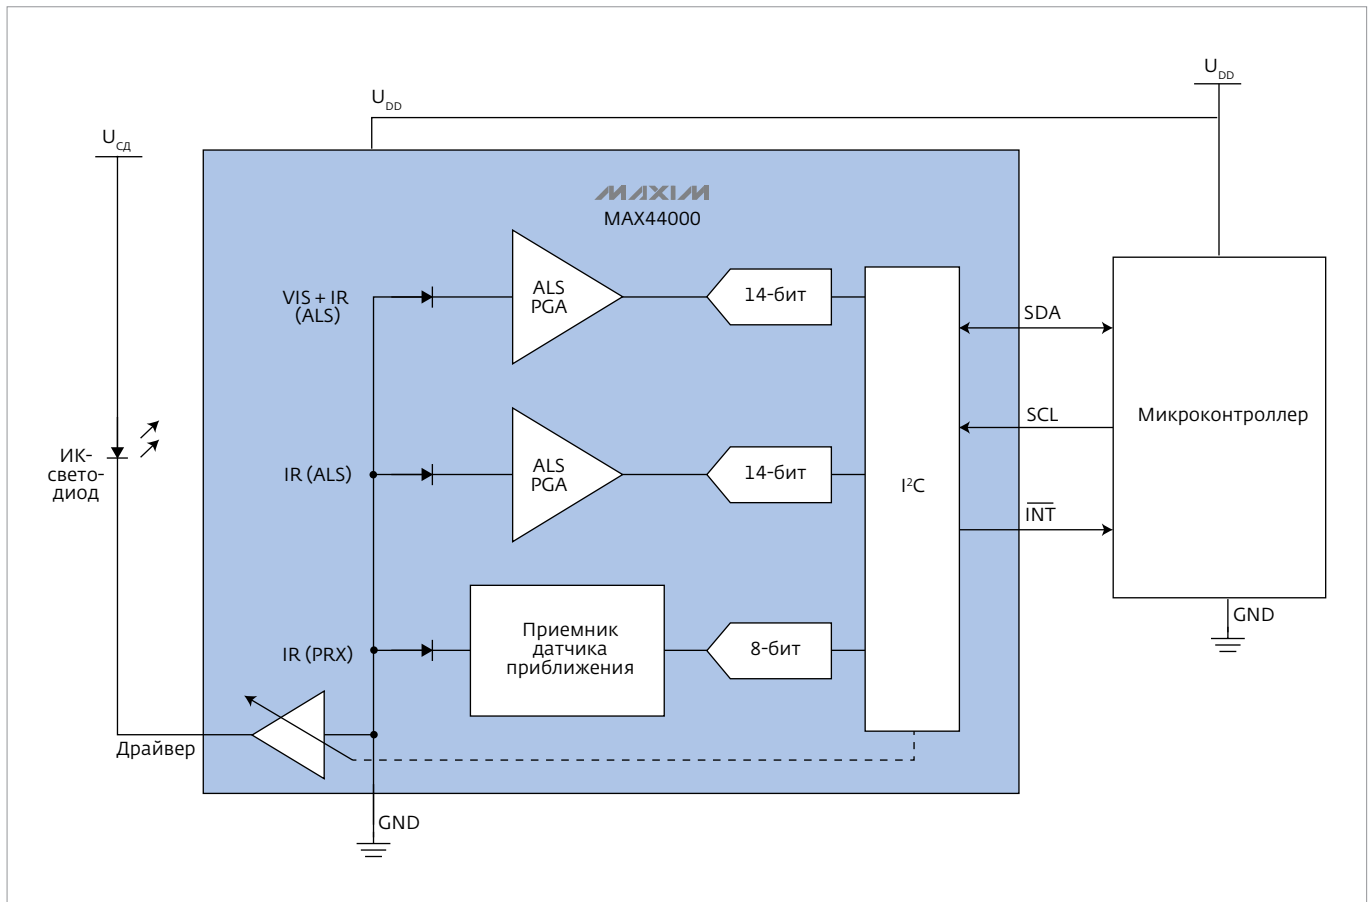 U_DD
U_DD
U_СД
MAXIM
MAX44000
VIS + IR
(ALS)
ALS
PGA
14-бит
SDA
SCL
Микроконтроллер
ИК-
свето-
диод
IR (ALS)
ALS
PGA
14-бит
I²C
INT
IR (PRX)
Приемник
датчика
приближения
8-бит
GND
Драйвер
GND